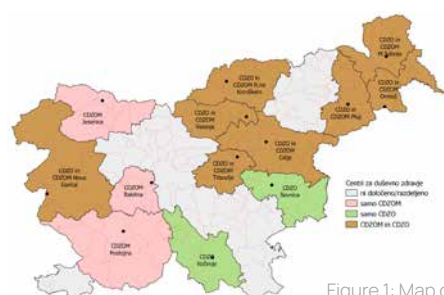 CDZO in
CDZOM
M.Sobota
CDZO in
CDZOM R.na
Koroškem
CDZO in
CDZOM
Ormož
CDZO in
CDZOM Ptuj
CDZOM
Jesenice
CDZO in
CDZOM
Velenje
CDZO in
CDZOM
Celje
CDZO in
CDZOM
Trbovlje
CDZO in
CDZOM Nova
Gorica
CDZOM
CDZO
Sevnica
CDZOM
Postojna
CDZO
Kočevje
Centri za duševno zdravje
ni določeno/razdeljeno
samo CDZOM
samo CDZO
CDZOM in CDZO
Figure 1: Map o